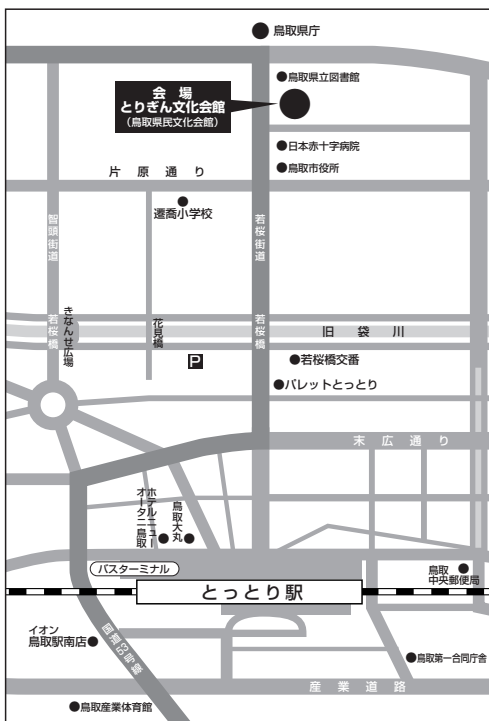 鳥取県庁
鳥取県立図書館
会 場
とりぎん文化会館
（鳥取県民文化会館）
日本赤十字病院
鳥取市役所
片原通り
遷喬小学校
智頭街道
若桜街道
若桜橋
きなんせ広場
花見橋
若桜橋
旧袋川
P
若桜橋交番
パレットとっとり
末広通り
ホテルニュー
オータニ鳥取
鳥取大丸
バスターミナル
とっとり駅
鳥取
中央郵便局
イオン
鳥取駅南店
国道53号線
鳥取第一合同庁舎
産業道路
鳥取産業体育館